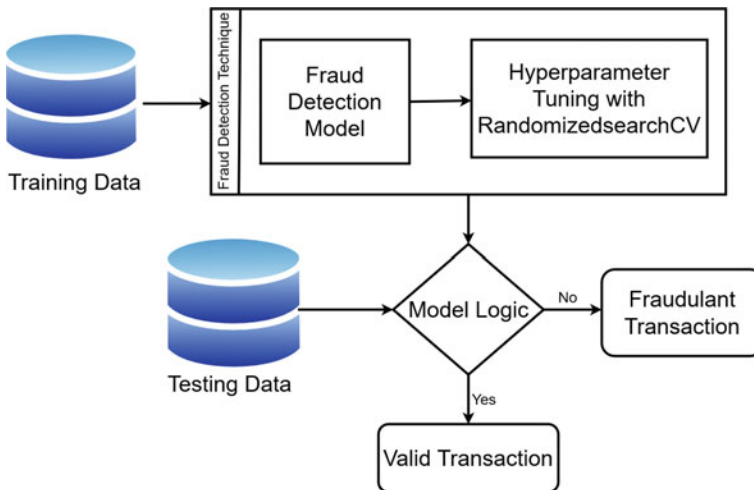 Fraud Detection Technique
Fraud
Detection
Model
Hyperparameter
Tuning with
RandomizedsearchCV
Training Data
Model Logic
No
Fraudulant
Transaction
Testing Data
Yes
Valid Transaction